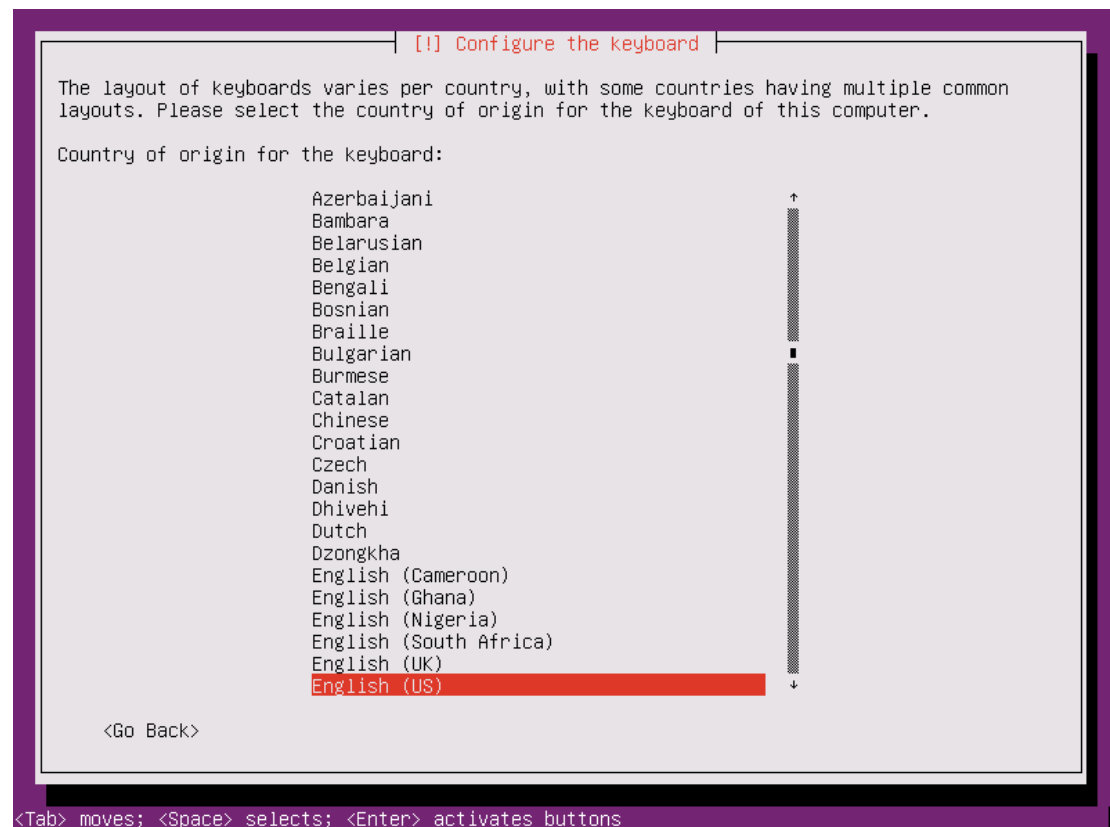 [!] Configure the keyboard
The layout of keyboards varies per country, with some countries having multiple common
layouts. Please select the country of origin for the keyboard of this computer.
Country of origin for the keyboard:
Azerbaijani
Bambara
Belarusian
Belgian
Bengali
Bosnian
Braille
Bulgarian
Burmese
Catalan
Chinese
Croatian
Czech
Danish
Dhivehi
Dutch
Dzongkha
English (Cameroon)
English (Ghana)
English (Nigeria)
English (South Africa)
English (UK)
English (US)
<Go Back>
<Tab> moves; <Space> selects; <Enter> activates buttons